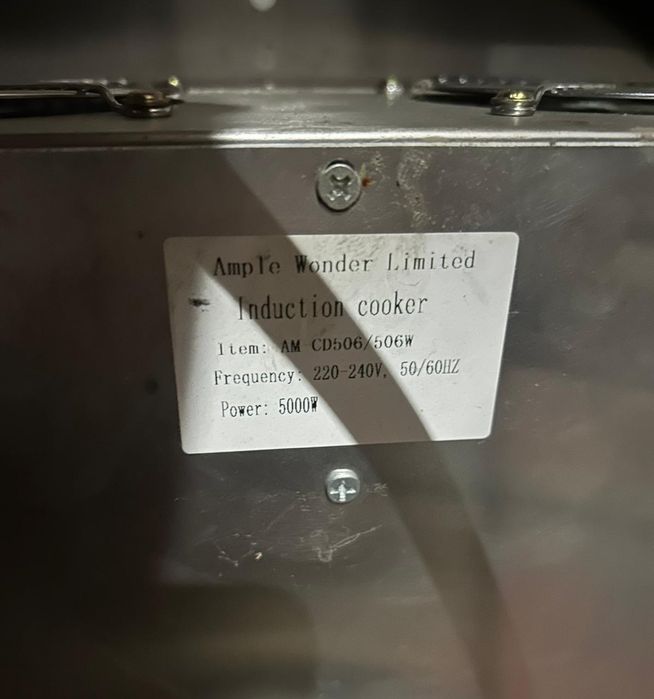 Ample Wonder Limited
Induction cooker
Item: AM CD506/506W
Frequency: 220-240V, 50/60HZ
Power: 5000W